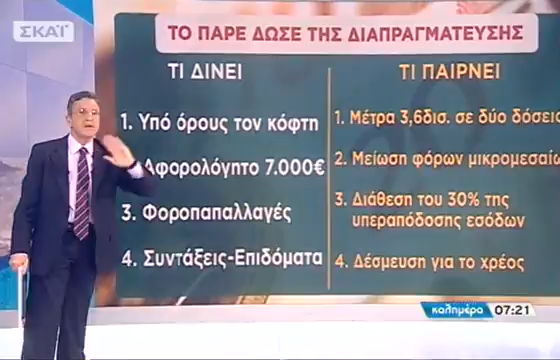 ΣΚΑΪ
ΤΟ ΠΑΡΕ ΔΩΣΕ ΤΗΣ ΔΙΑΠΡΑΓΜΑΤΕΥΣΗΣ
ΤΙ ΔΙΝΕΙ
1. Υπό όρους τον κόφτη
Αφορολόγητο 7.000€
3. Φοροπαπαλλαγές
4. Συντάξεις-Επιδόματα
ΤΙ ΠΑΙΡΝΕΙ
1. Μέτρα 3,6δισ. σε δύο δόσεις
2. Μείωση φόρων μικρομεσαίω
3. Διάθεση του 30% της
υπεραπόδοσης εσόδων
4. Δέσμευση για το χρέος
καλημέρα 07:21